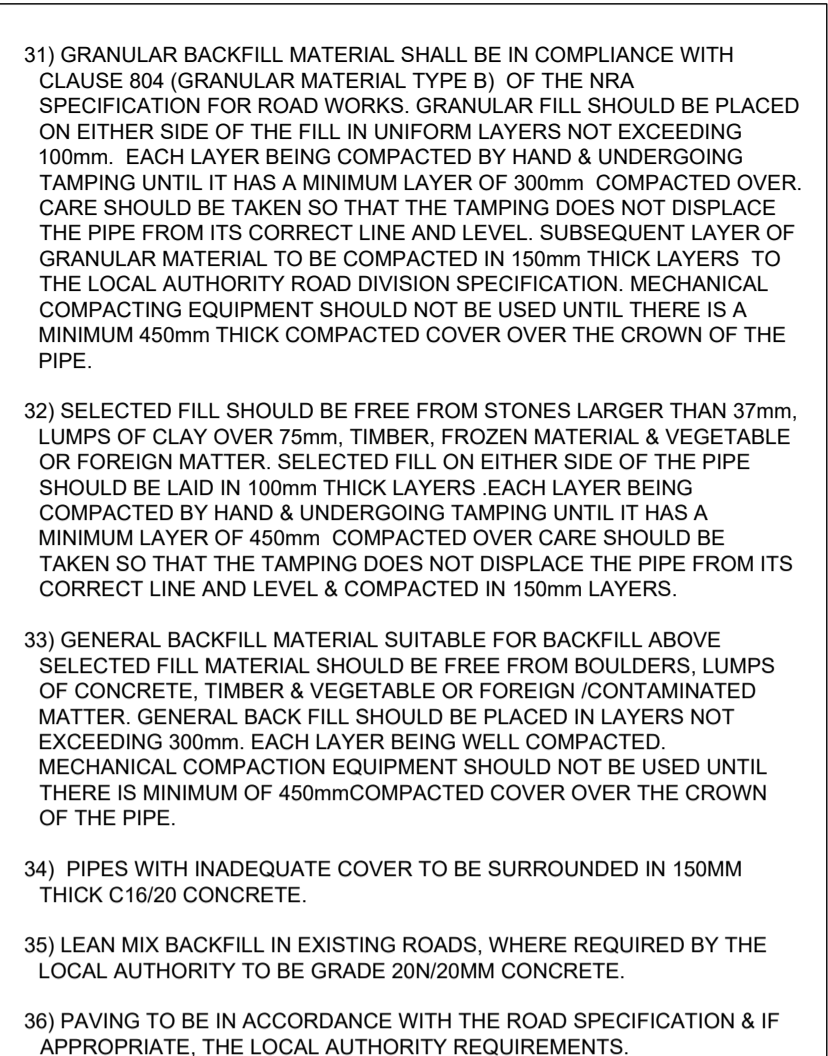 31) GRANULAR BACKFILL MATERIAL SHALL BE IN COMPLIANCE WITH
CLAUSE 804 (GRANULAR MATERIAL TYPE B) OF THE NRA
SPECIFICATION FOR ROAD WORKS. GRANULAR FILL SHOULD BE PLACED
ON EITHER SIDE OF THE FILL IN UNIFORM LAYERS NOT EXCEEDING
100mm. EACH LAYER BEING COMPACTED BY HAND & UNDERGOING
TAMPING UNTIL IT HAS A MINIMUM LAYER OF 300mm COMPACTED OVER.
CARE SHOULD BE TAKEN SO THAT THE TAMPING DOES NOT DISPLACE
THE PIPE FROM ITS CORRECT LINE AND LEVEL. SUBSEQUENT LAYER OF
GRANULAR MATERIAL TO BE COMPACTED IN 150mm THICK LAYERS TO
THE LOCAL AUTHORITY ROAD DIVISION SPECIFICATION. MECHANICAL
COMPACTING EQUIPMENT SHOULD NOT BE USED UNTIL THERE IS A
MINIMUM 450mm THICK COMPACTED COVER OVER THE CROWN OF THE
PIPE.
32) SELECTED FILL SHOULD BE FREE FROM STONES LARGER THAN 37mm,
LUMPS OF CLAY OVER 75mm, TIMBER, FROZEN MATERIAL & VEGETABLE
OR FOREIGN MATTER. SELECTED FILL ON EITHER SIDE OF THE PIPE
SHOULD BE LAID IN 100mm THICK LAYERS .EACH LAYER BEING
COMPACTED BY HAND & UNDERGOING TAMPING UNTIL IT HAS A
MINIMUM LAYER OF 450mm COMPACTED OVER CARE SHOULD BE
TAKEN SO THAT THE TAMPING DOES NOT DISPLACE THE PIPE FROM ITS
CORRECT LINE AND LEVEL & COMPACTED IN 150mm LAYERS.
33) GENERAL BACKFILL MATERIAL SUITABLE FOR BACKFILL ABOVE
SELECTED FILL MATERIAL SHOULD BE FREE FROM BOULDERS, LUMPS
OF CONCRETE, TIMBER & VEGETABLE OR FOREIGN /CONTAMINATED
MATTER. GENERAL BACK FILL SHOULD BE PLACED IN LAYERS NOT
EXCEEDING 300mm. EACH LAYER BEING WELL COMPACTED.
MECHANICAL COMPACTION EQUIPMENT SHOULD NOT BE USED UNTIL
THERE IS MINIMUM OF 450mmCOMPACTED COVER OVER THE CROWN
OF THE PIPE.
34) PIPES WITH INADEQUATE COVER TO BE SURROUNDED IN 150MM
THICK C16/20 CONCRETE.
35) LEAN MIX BACKFILL IN EXISTING ROADS, WHERE REQUIRED BY THE
LOCAL AUTHORITY TO BE GRADE 20N/20MM CONCRETE.
36) PAVING TO BE IN ACCORDANCE WITH THE ROAD SPECIFICATION & IF
APPROPRIATE, THE LOCAL AUTHORITY REQUIREMENTS.